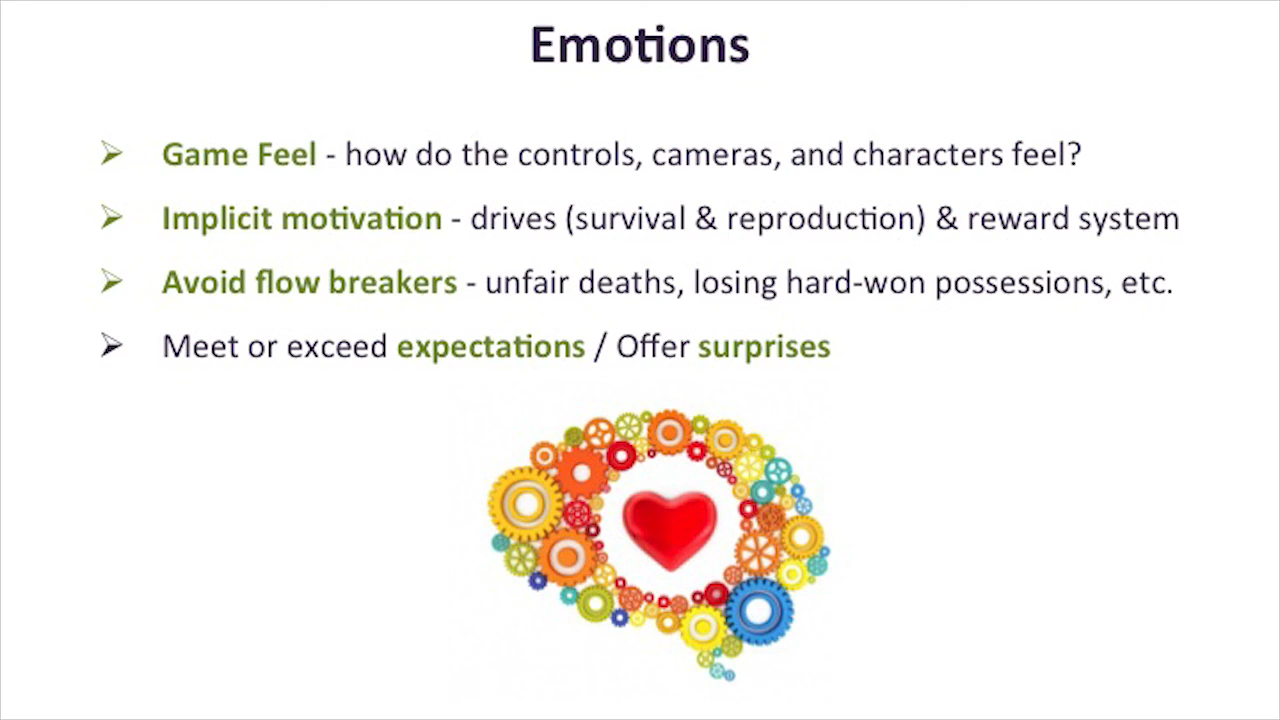 Emotions
Game Feel - how do the controls, cameras, and characters feel?
Implicit motivation - drives (survival & reproduction) & reward system
Avoid flow breakers - unfair deaths, losing hard-won possessions, etc.
Meet or exceed expectations / Offer surprises